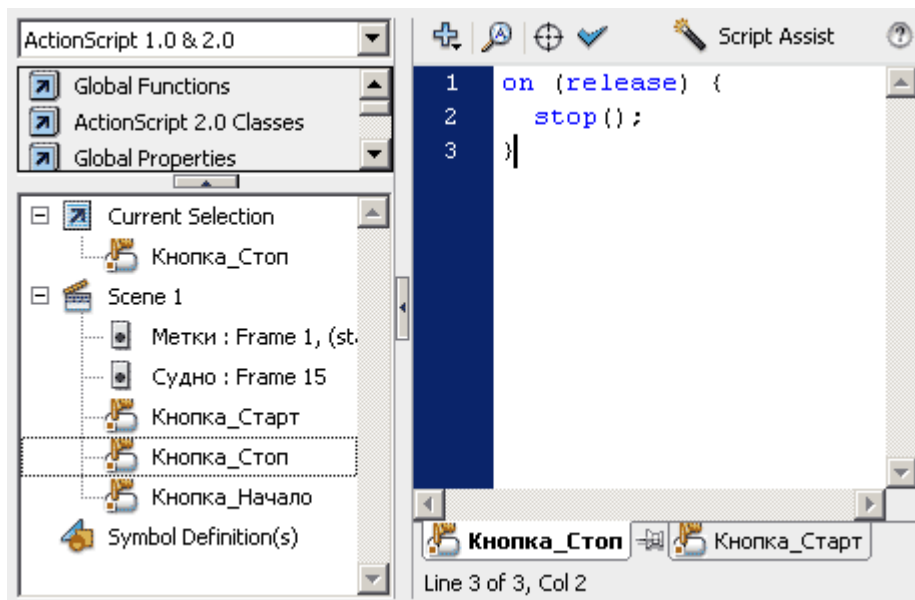 ActionScript 1.0 & 2.0
Global Functions
ActionScript 2.0 Classes
Global Properties
Current Selection
Кнопка_Стоп
Scene 1
Метки : Frame 1, (st
Судно : Frame 15
Кнопка_Старт
Кнопка_Стоп
Кнопка_Начало
Symbol Definition(s)
Script Assist
1 on (release) {
2 stop();
3 }
Кнопка_Стоп Кнопка_Старт
Line 3 of 3, Col 2